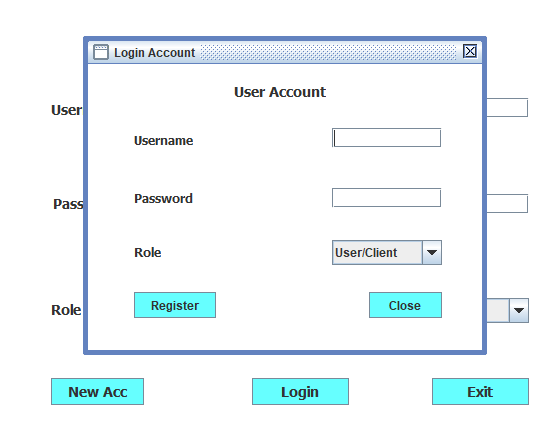 Login Account
User Account
User
Username
Password
Pass
Role
User/Client
Role
Register
Close
New Acc
Login
Exit